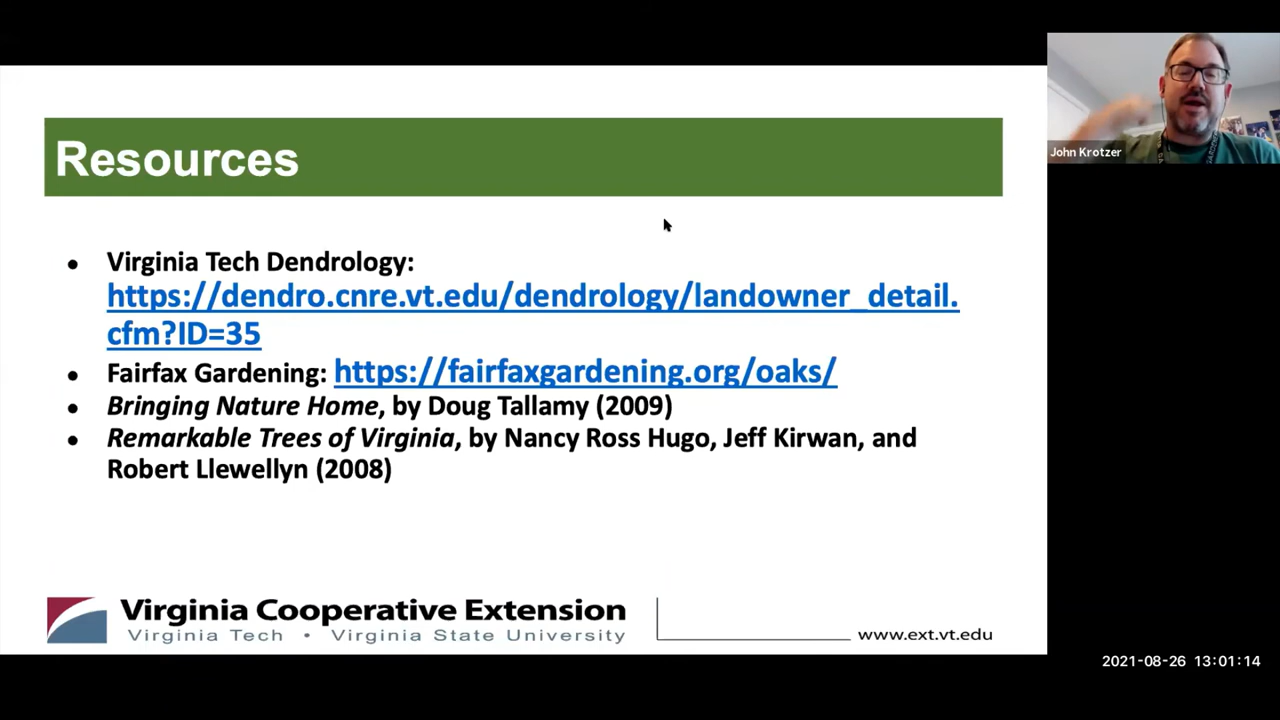 Resources
John Krotzer
● Virginia Tech Dendrology:
https://dendro.cnre.vt.edu/dendrology/landowner_detail.
cfm?ID=35
● Fairfax Gardening: https://fairfaxgardening.org/oaks/
● Bringing Nature Home, by Doug Tallamy (2009)
● Remarkable Trees of Virginia, by Nancy Ross Hugo, Jeff Kirwan, and
Robert Llewellyn (2008)
Virginia Cooperative Extension
Virginia Tech • Virginia State University
www.ext.vt.edu
2021-08-26 13:01:14